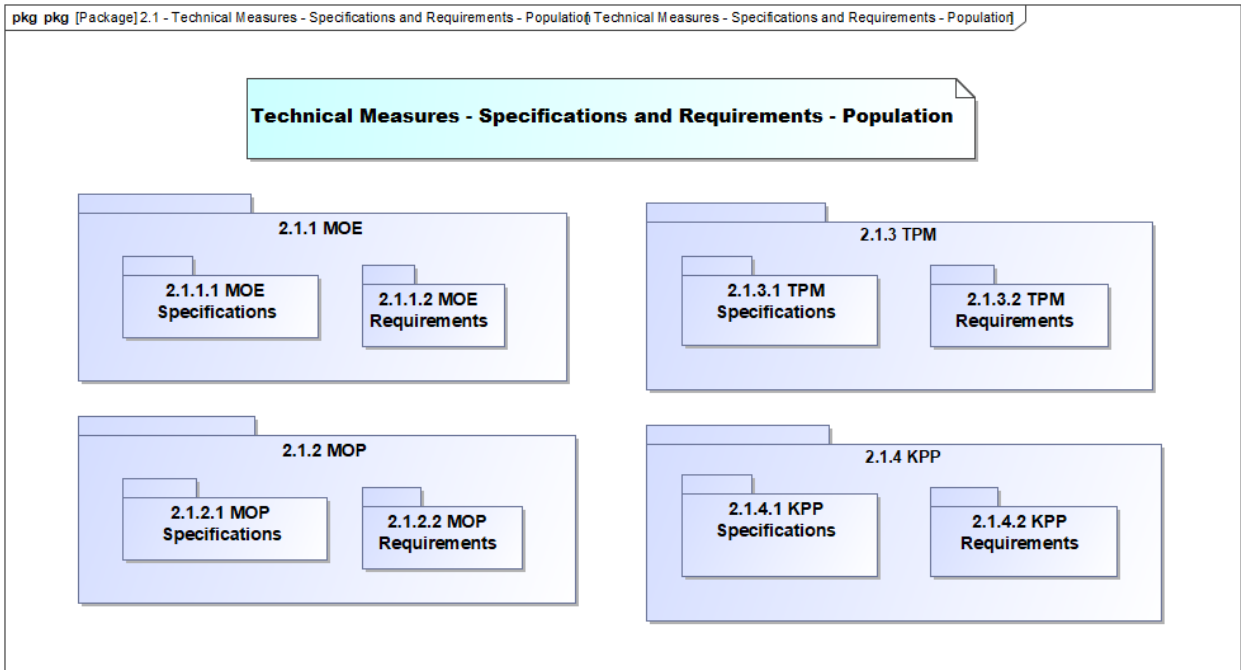 pkg pkg [Package] 2.1 - Technical Measures - Specifications and Requirements - Population[ Technical Measures - Specifications and Requirements - Population]
Technical Measures - Specifications and Requirements - Population
2.1.1 MOE
2.1.1.1 MOE
Specifications
2.1.1.2 MOE
Requirements
2.1.3 TPM
2.1.3.1 TPM
Specifications
2.1.3.2 TPM
Requirements
2.1.2 MOP
2.1.2.1 MOP
Specifications
2.1.2.2 MOP
Requirements
2.1.4 KPP
2.1.4.1 KPP
Specifications
2.1.4.2 KPP
Requirements